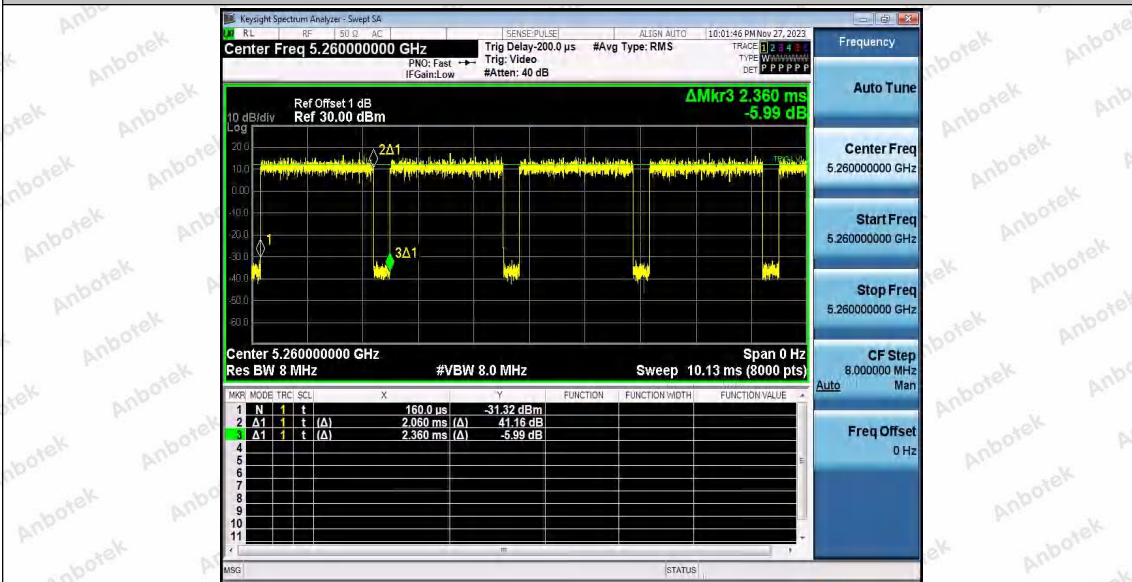 Keysight Spectrum Analyzer - Swept SA
RL RF 50 Ω AC SENSE:PULSE ALIGN AUTO 10:01:46 PM Nov 27, 2023
Center Freq 5.260000000 GHz
PNO: Fast
IFGain:Low
Trig Delay-200.0 µs
Trig: Video
#Atten: 40 dB
#Avg Type: RMS
TRACE 1 2 3 4 5 6
TYPE W
DET P P P P P P
Ref Offset 1 dB
10 dB/div Ref 30.00 dBm
Log
ΔMkr3 2.360 ms
-5.99 dB
20.0
10.0
0.00
-10.0
-20.0
-30.0
-40.0
-50.0
-60.0
2Δ1
1
3Δ1
Center 5.260000000 GHz Span 0 Hz
Res BW 8 MHz #VBW 8.0 MHz Sweep 10.13 ms (8000 pts)
MKR MODE TRC SCL X Y FUNCTION FUNCTION WIDTH FUNCTION VALUE
1 N 1 t 160.0 µs -31.32 dBm
2 Δ1 1 t (Δ) 2.060 ms (Δ) 41.16 dB
3 Δ1 1 t (Δ) 2.360 ms (Δ) -5.99 dB
4
5
6
7
8
9
10
11
MSG STATUS
Frequency
Auto Tune
Center Freq
5.260000000 GHz
Start Freq
5.260000000 GHz
Stop Freq
5.260000000 GHz
CF Step
8.000000 MHz
Auto Man
Freq Offset
0 Hz
Anbotek